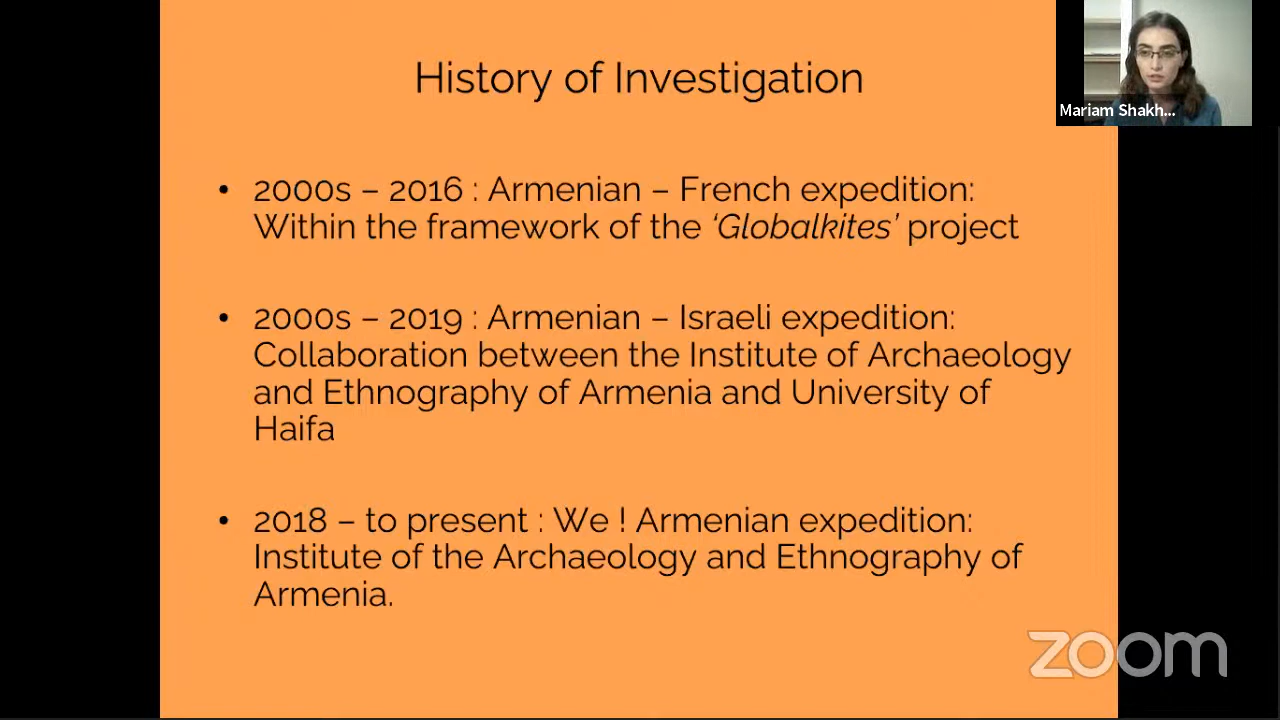 History of Investigation
Mariam Shakh...
• 2000s – 2016 : Armenian – French expedition:
Within the framework of the ‘Globalkites’ project
• 2000s – 2019 : Armenian – Israeli expedition:
Collaboration between the Institute of Archaeology
and Ethnography of Armenia and University of
Haifa
• 2018 – to present : We ! Armenian expedition:
Institute of the Archaeology and Ethnography of
Armenia.
zoom